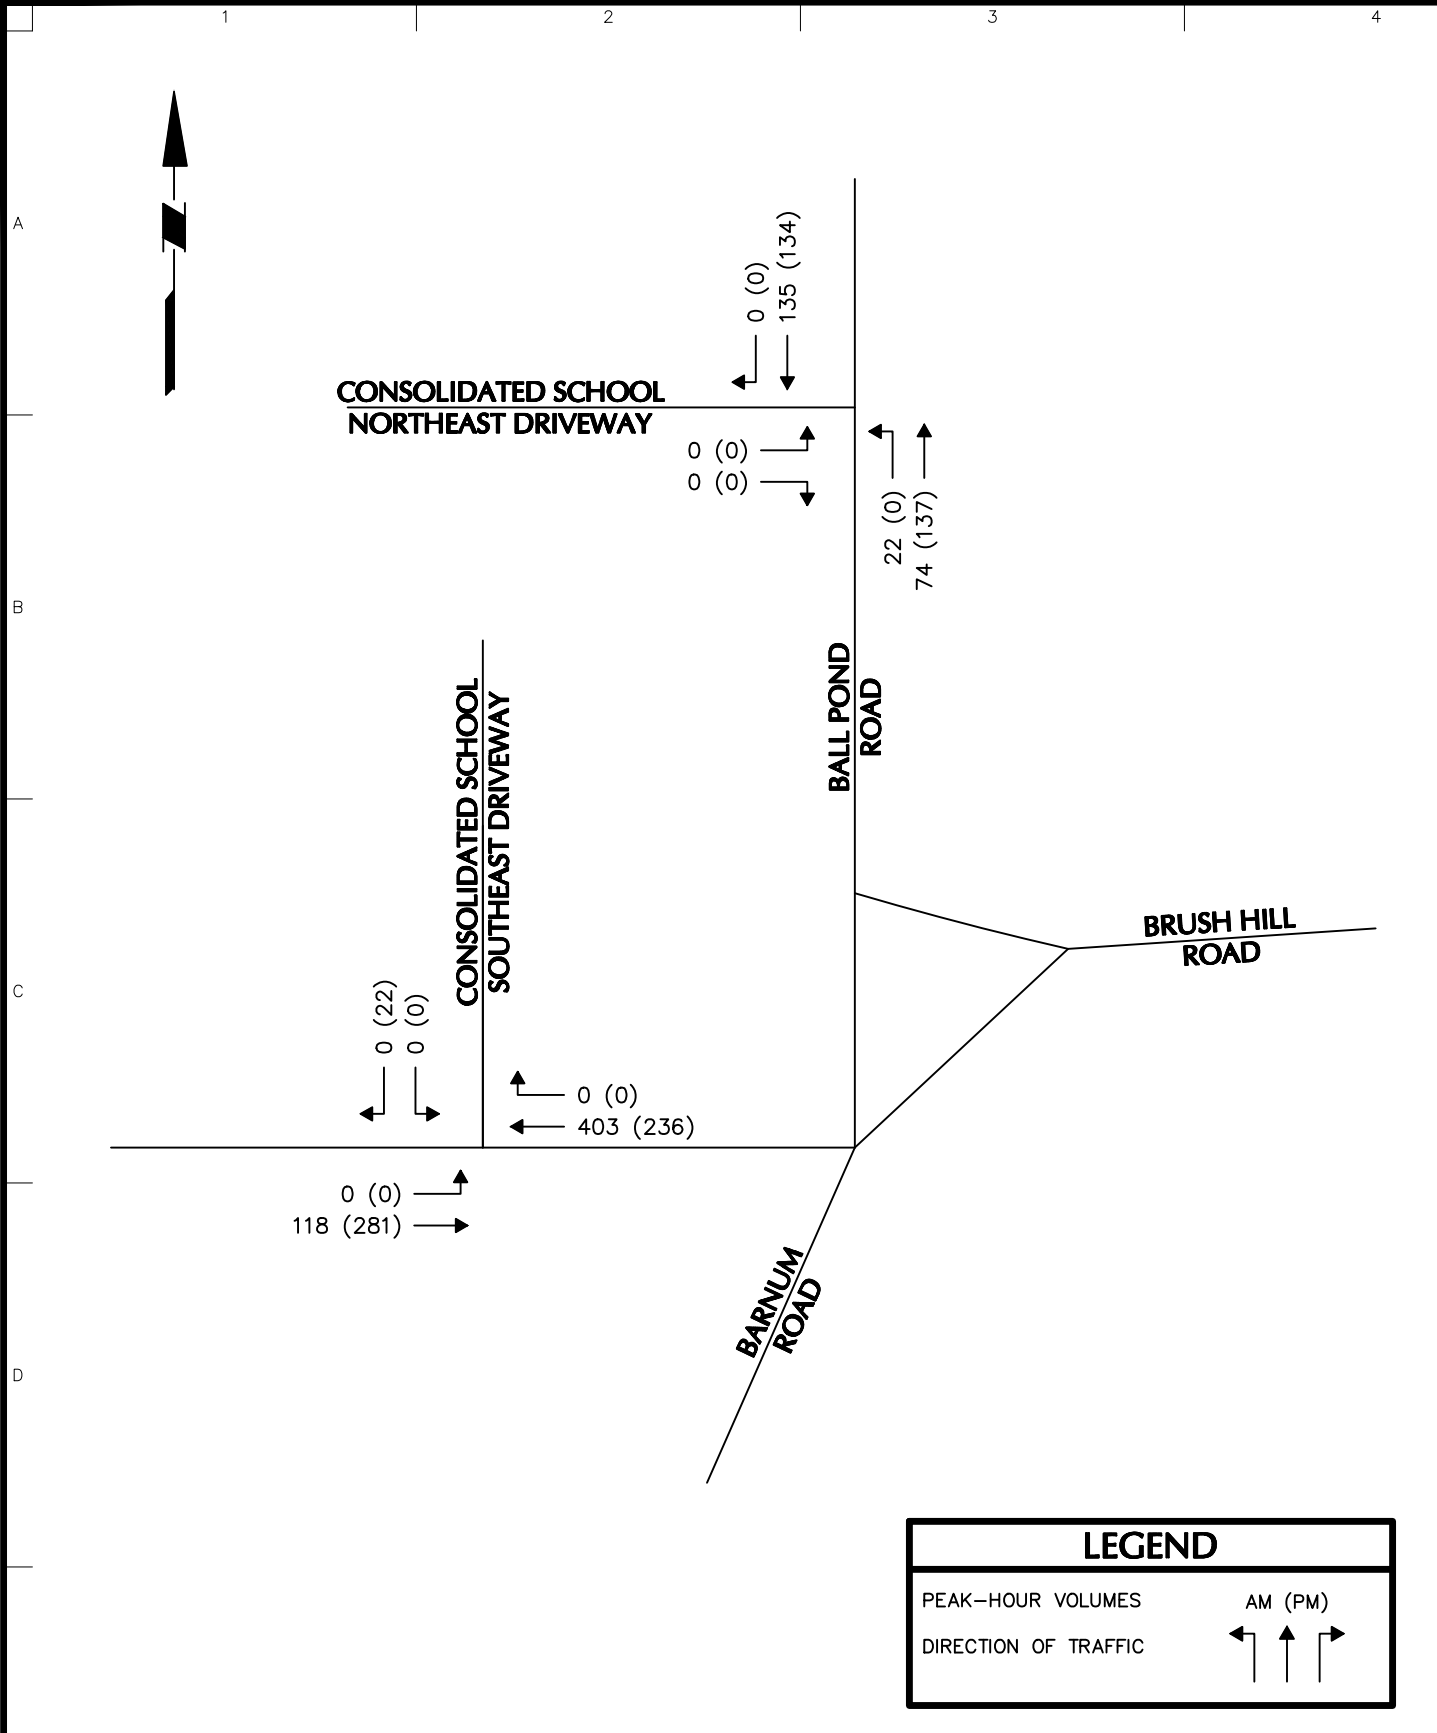 1
2
3
4
A
B
C
D
N
0 (0)
135 (134)
CONSOLIDATED SCHOOL
NORTHEAST DRIVEWAY
0 (0)
0 (0)
22 (0)
74 (137)
BALL POND
ROAD
CONSOLIDATED SCHOOL
SOUTHEAST DRIVEWAY
BRUSH HILL
ROAD
0 (22)
0 (0)
0 (0)
403 (236)
0 (0)
118 (281)
BARNUM
ROAD
LEGEND
PEAK-HOUR VOLUMES
AM (PM)
DIRECTION OF TRAFFIC